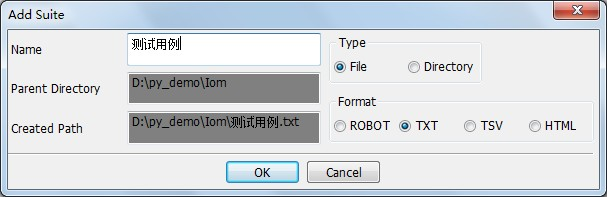 Add Suite
Name
测试用例
Parent Directory
D:\py_demo\Iom
Created Path
D:\py_demo\Iom\测试用例.txt
Type
File
Directory
Format
ROBOT
TXT
TSV
HTML
OK
Cancel